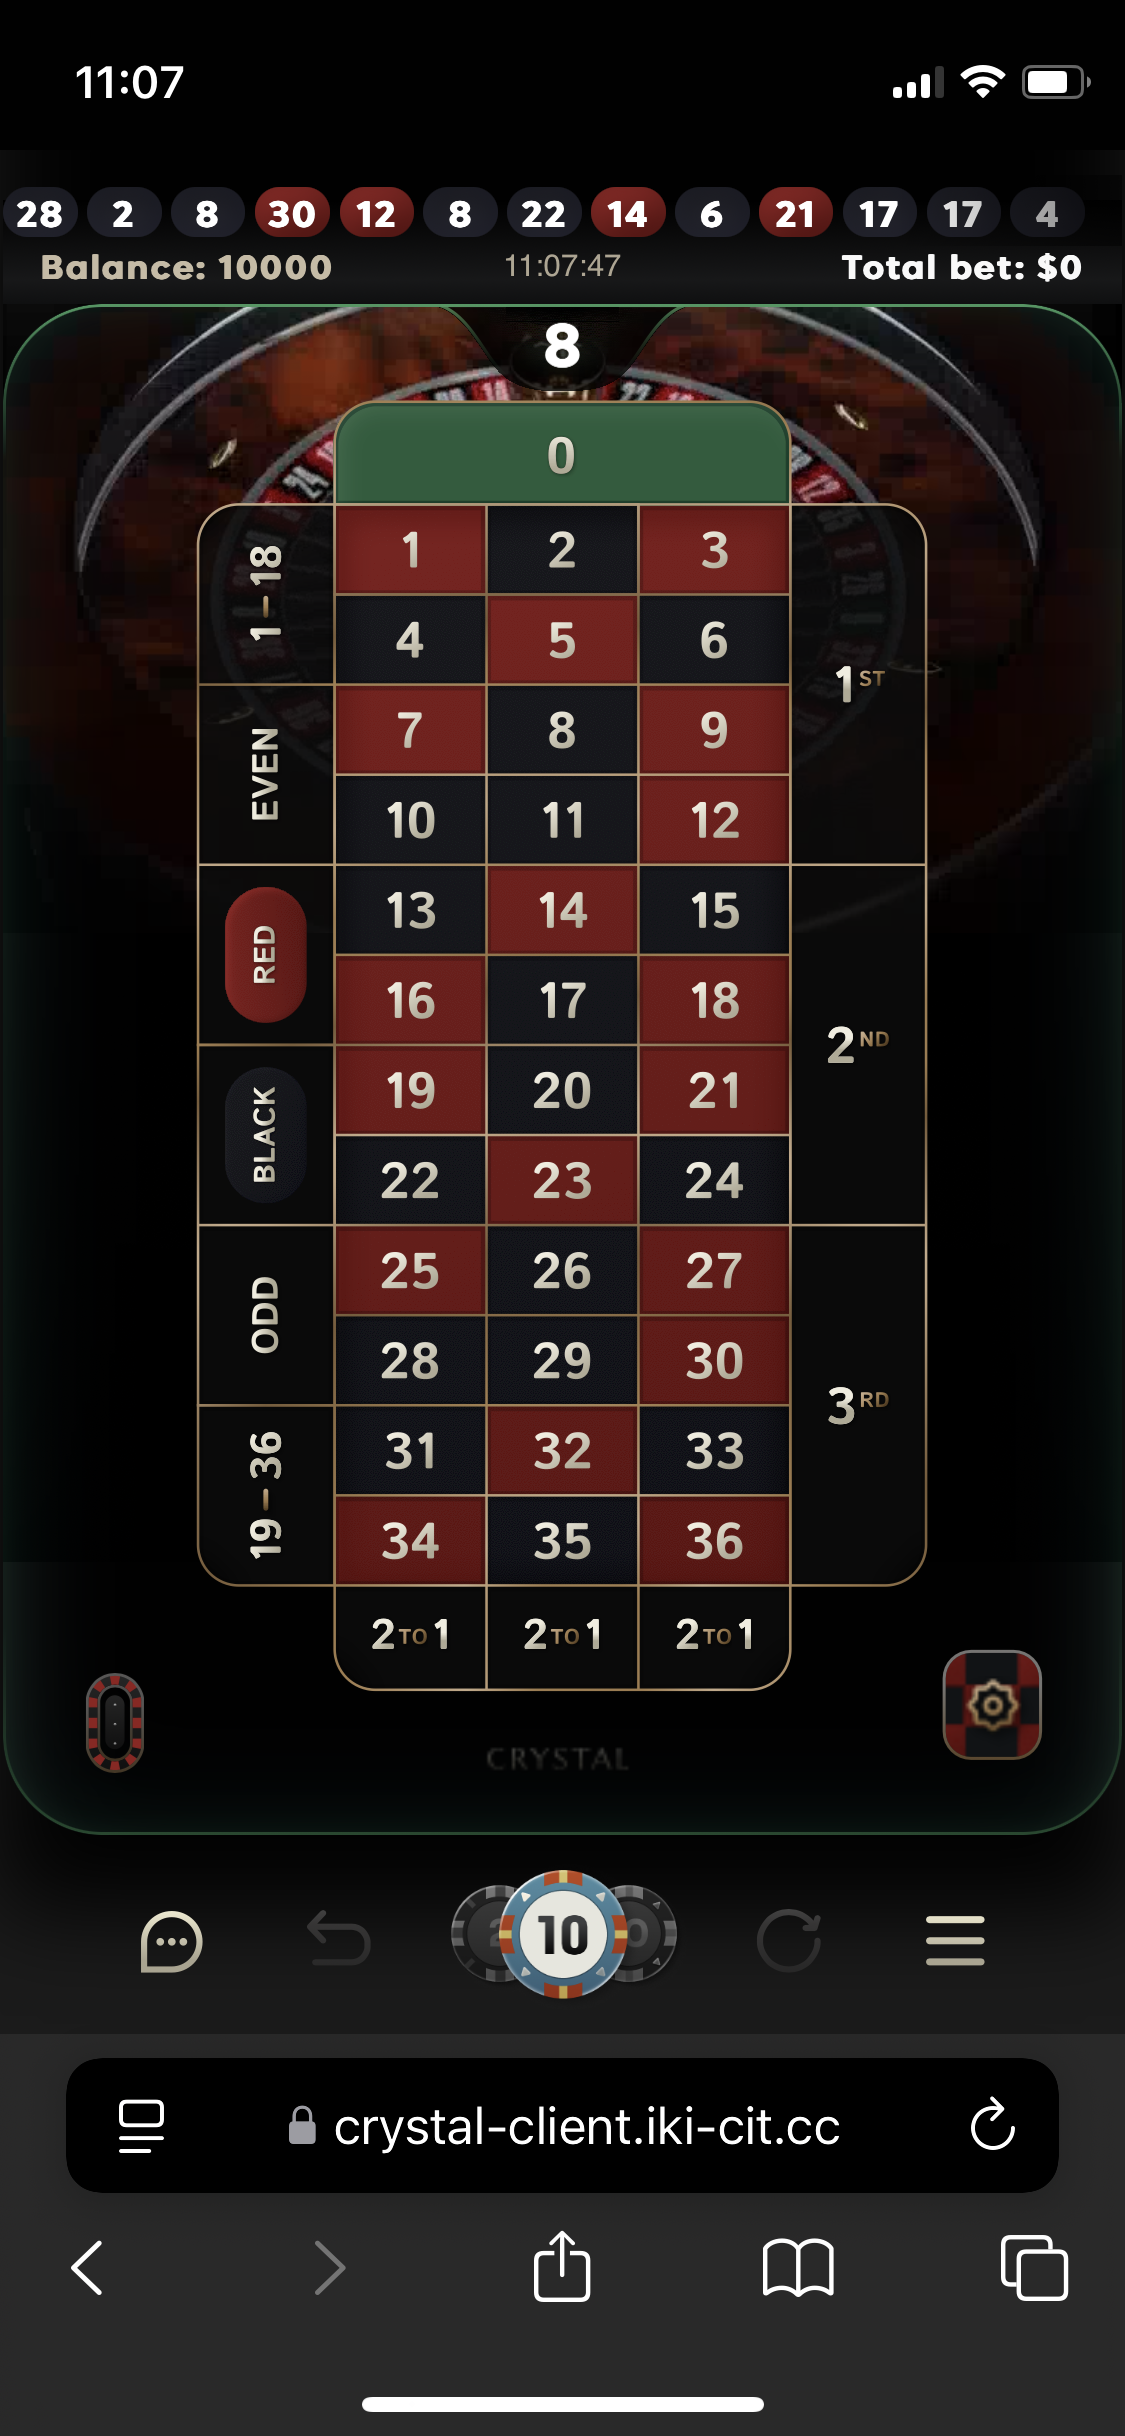 11:07
28 2 8 30 12 8 22 14 6 21 17 17 4
Balance: 10000 11:07:47 Total bet: $0
8
0
1 2 3
4 5 6
7 8 9
10 11 12
13 14 15
16 17 18
19 20 21
22 23 24
25 26 27
28 29 30
31 32 33
34 35 36
1–18
EVEN
RED
BLACK
ODD
19–36
1ST
2ND
3RD
2 TO 1 2 TO 1 2 TO 1
CRYSTAL
10
crystal-client.iki-cit.cc